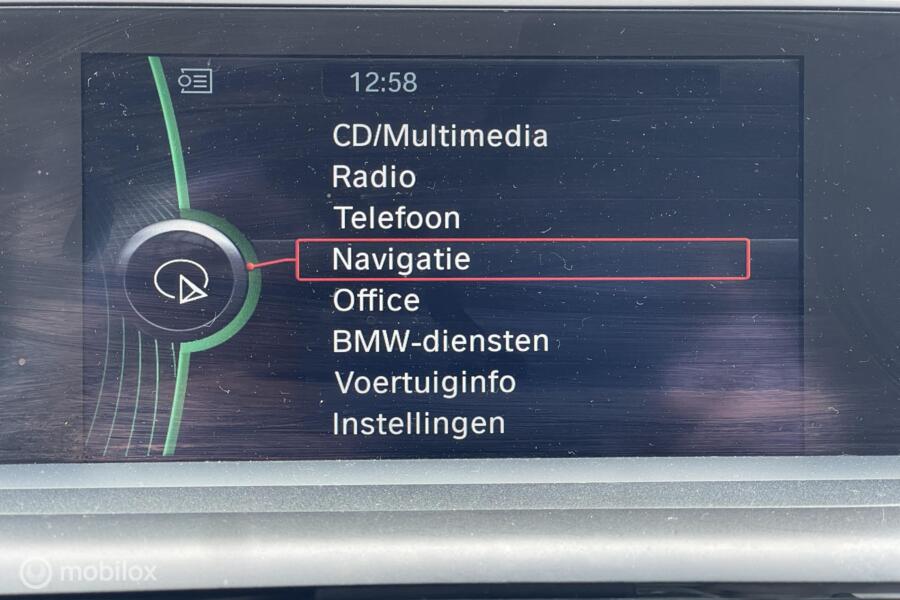 12:58
CD/Multimedia
Radio
Telefoon
Navigatie
Office
BMW-diensten
Voertuiginfo
Instellingen
mobilox